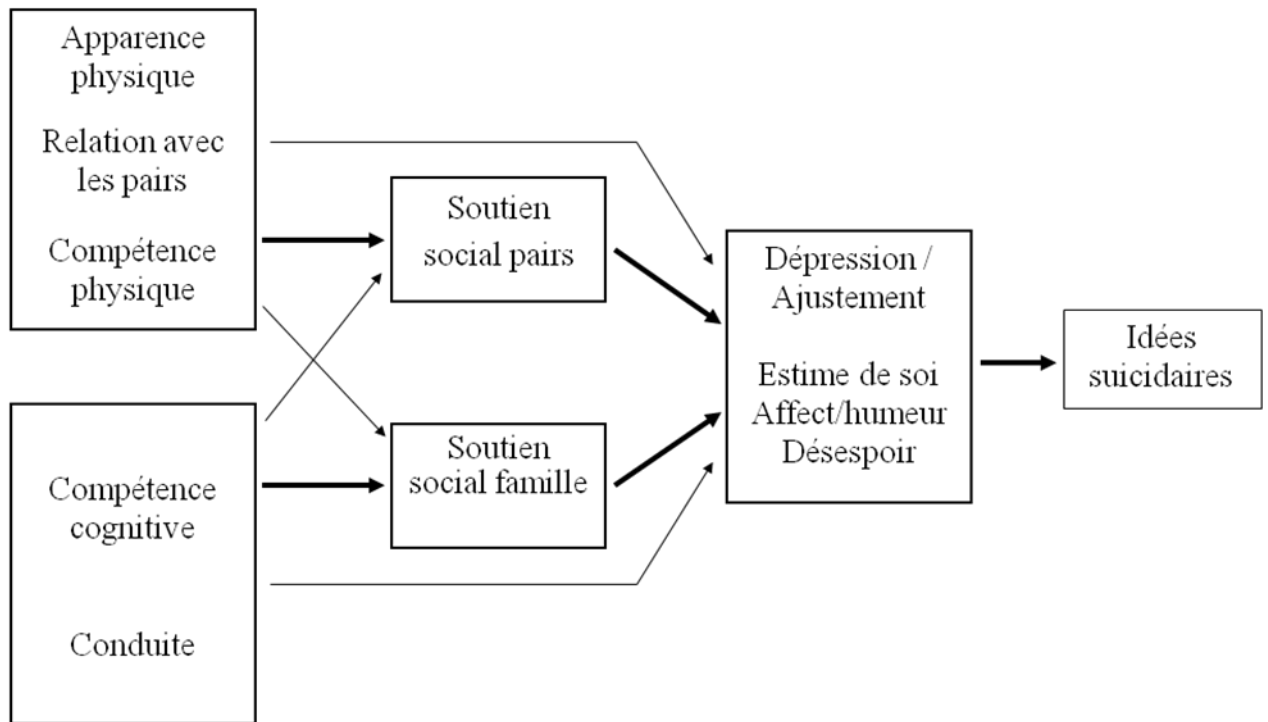 Apparence
physique
Relation avec
les pairs
Compétence
physique
Compétence
cognitive
Conduite
Soutien
social pairs
Soutien
social famille
Dépression /
Ajustement
Estime de soi
Affect/humeur
Désespoir
Idées
suicidaires